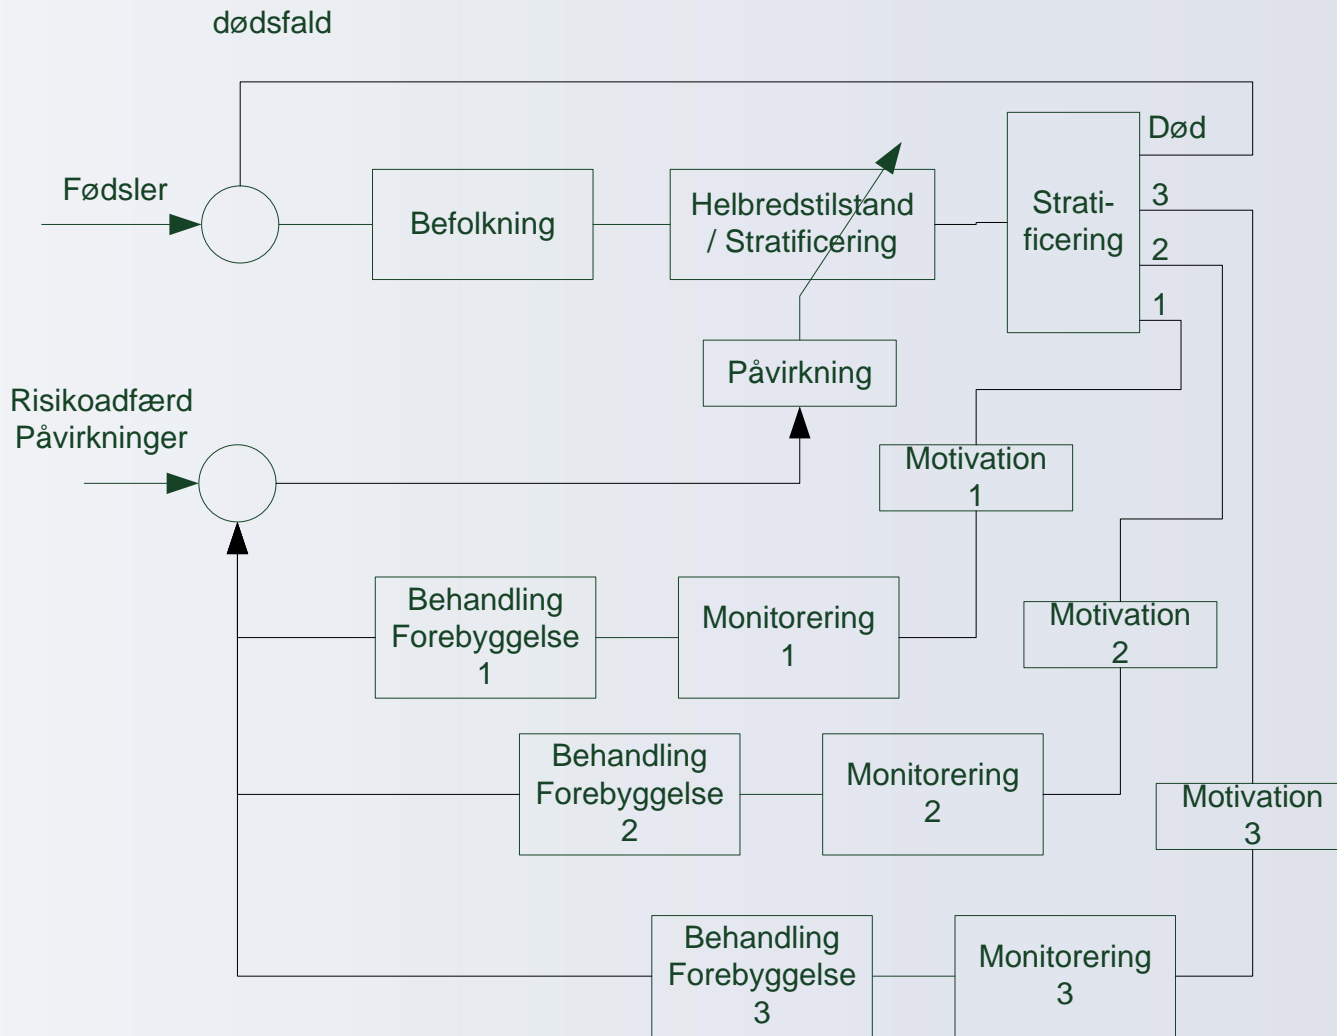 dødsfald
Død
Fødsler
Befolkning
Helbredstilstand
/ Stratificering
Strati-
ficering
3
2
1
Påvirkning
Risikoadfærd
Påvirkninger
Motivation
1
Behandling
Forebyggelse
1
Monitorering
1
Motivation
2
Behandling
Forebyggelse
2
Monitorering
2
Motivation
3
Behandling
Forebyggelse
3
Monitorering
3